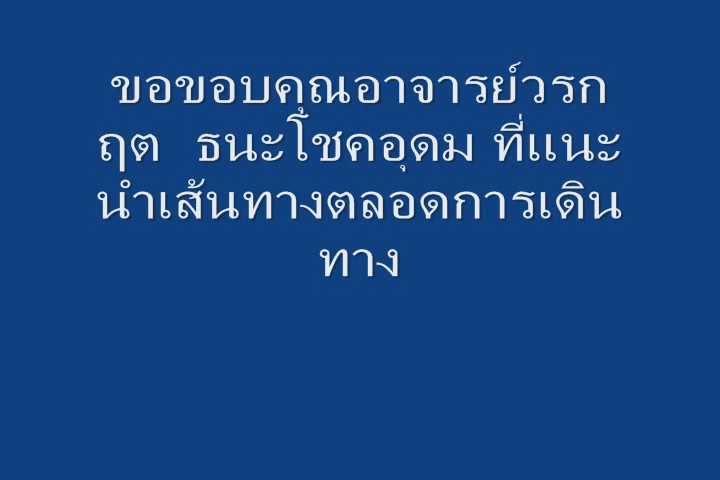 ขอขอบคุณอาจารย์วรก
ฤต ธนะโชคอุดม ที่แนะ
นำเส้นทางตลอดการเดิน
ทาง